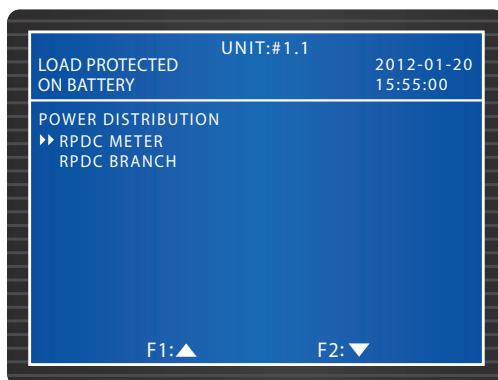 UNIT:#1.1
LOAD PROTECTED
ON BATTERY
2012-01-20
15:55:00
POWER DISTRIBUTION
RPDC METER
RPDC BRANCH
F1:▲ F2:▼